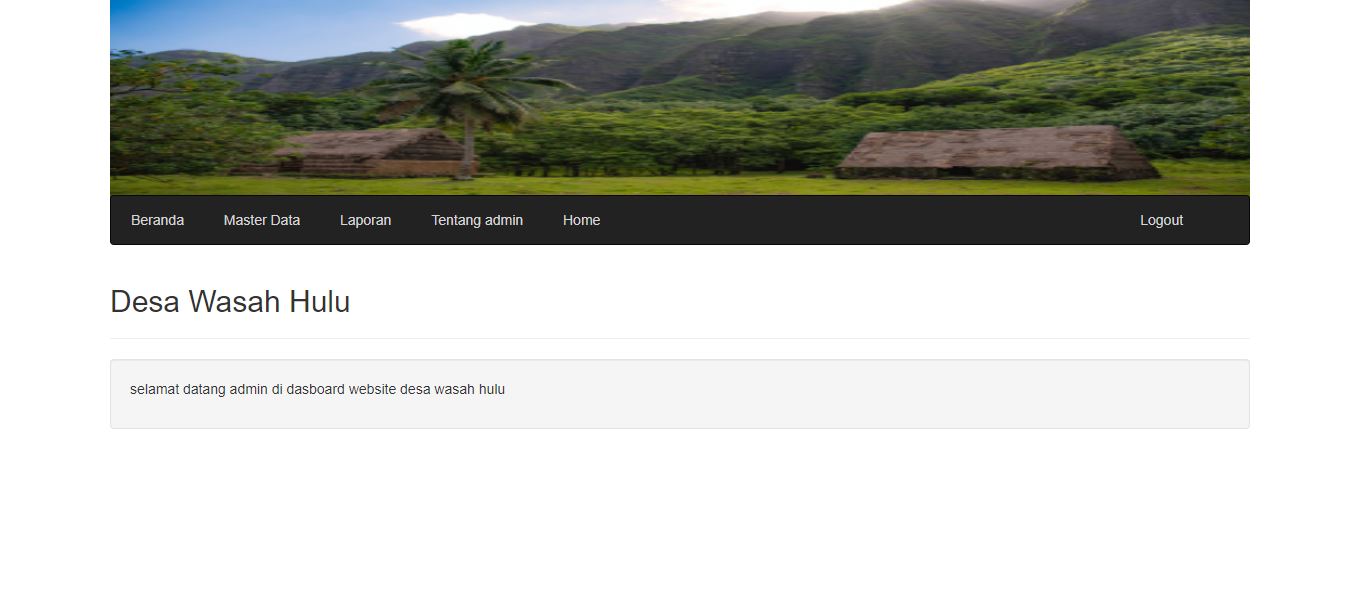 Beranda Master Data Laporan Tentang admin Home Logout
Desa Wasah Hulu
selamat datang admin di dasboard website desa wasah hulu